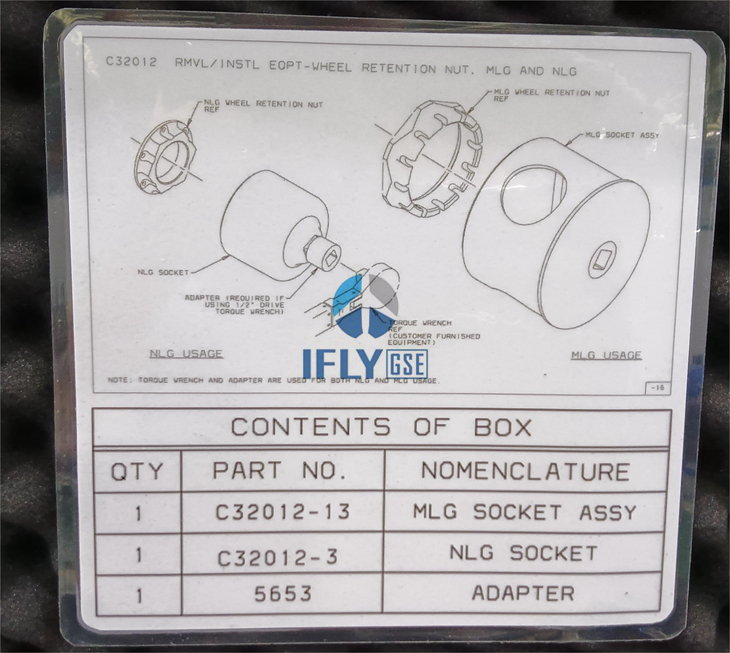 C32012 RMVL/INSTL EQPT-WHEEL RETENTION NUT, MLG AND NLG
NLG WHEEL RETENTION NUT
REF
MLG WHEEL RETENTION NUT
REF
MLG SOCKET ASSY
NLG SOCKET
ADAPTER (REQUIRED IF
USING 1/2" DRIVE
TORQUE WRENCH)
TORQUE WRENCH
REF
(CUSTOMER FURNISHED
EQUIPMENT)
NLG USAGE
MLG USAGE
IFLY GSE
NOTE: TORQUE WRENCH AND ADAPTER ARE USED FOR BOTH NLG AND MLG USAGE.
-16
CONTENTS OF BOX
QTY PART NO. NOMENCLATURE
1 C32012-13 MLG SOCKET ASSY
1 C32012-3 NLG SOCKET
1 5653 ADAPTER